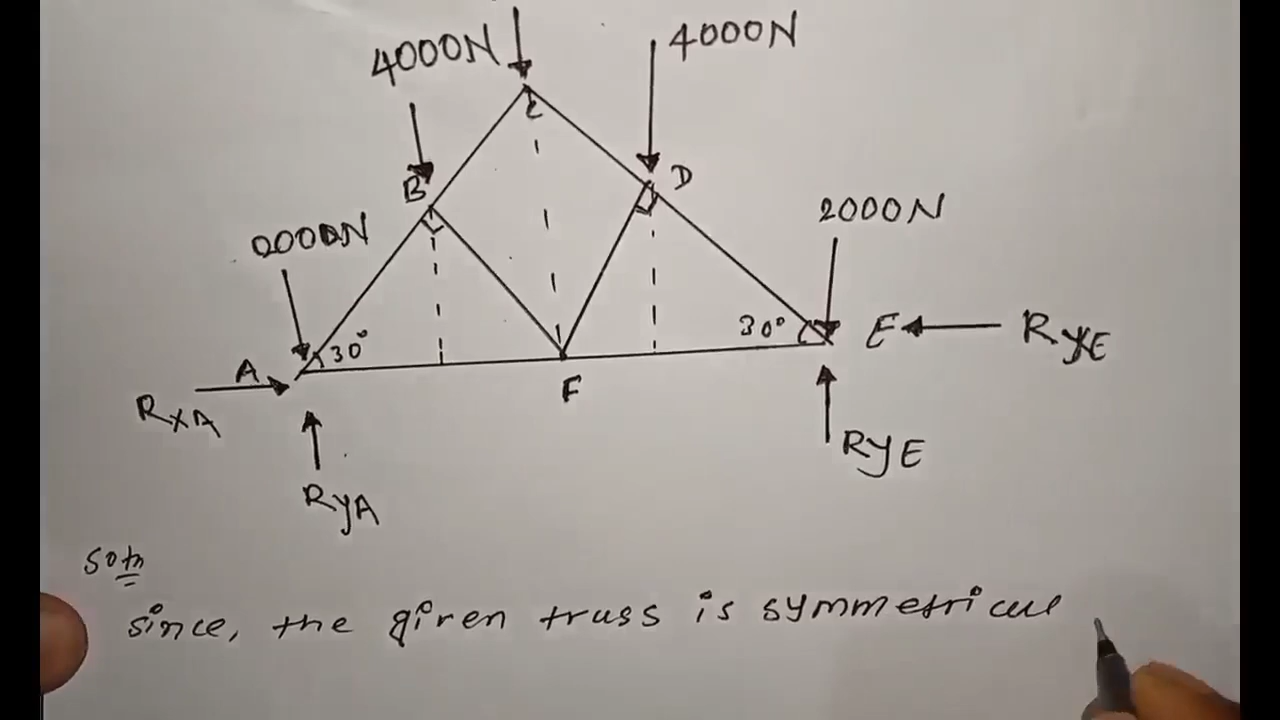 4000N
4000N
C
B
D
2000N
30°
30°
E
A
F
RxA
RyE
RyA
Soln
since, the given truss is symmetrical